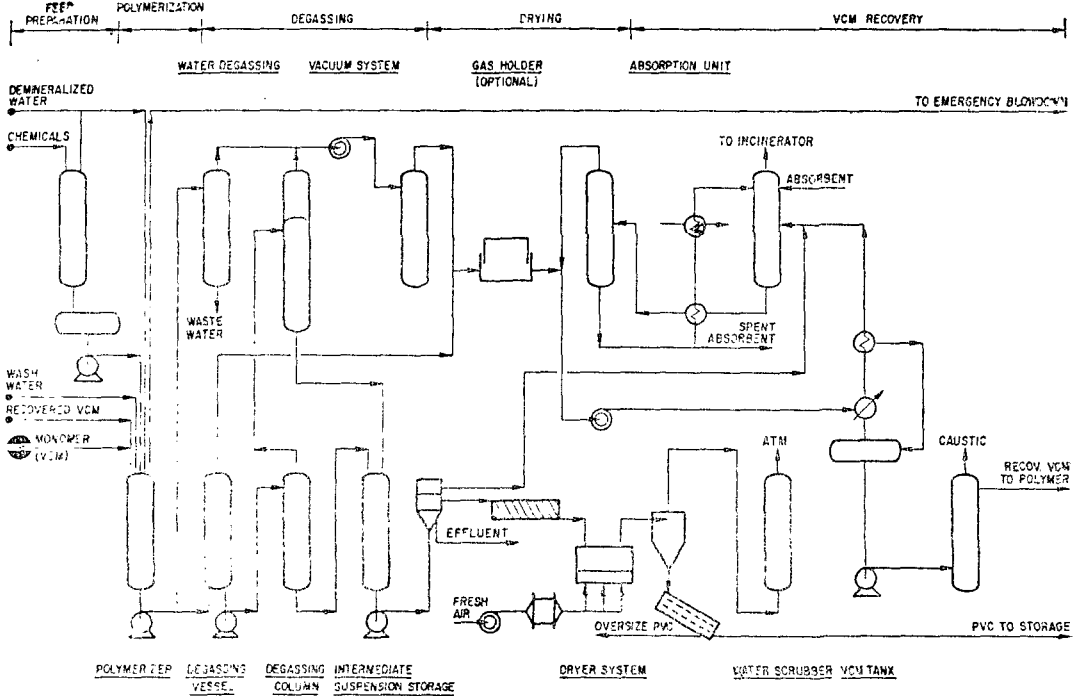 FEED
PREPARATION
POLYMERIZATION
DEGASSING
DRYING
VCM RECOVERY
WATER DEGASSING
VACUUM SYSTEM
GAS HOLDER
(OPTIONAL)
ABSORPTION UNIT
DEMINERALIZED
WATER
TO EMERGENCY BLOWDOWN
CHEMICALS
TO INCINERATOR
ABSORBENT
WASTE
WATER
SPENT
ABSORBENT
WASH
WATER
RECOVERED VCM
MONOMER
(VCM)
ATM
CAUSTIC
RECOV. VCM
TO POLYMER
EFFLUENT
FRESH
AIR
OVERSIZE PVC
PVC TO STORAGE
POLYMERIZER
DEGASSING
VESSEL
DEGASSING
COLUMN
INTERMEDIATE
SUSPENSION STORAGE
DRYER SYSTEM
WATER SCRUBBER
VCM TANK